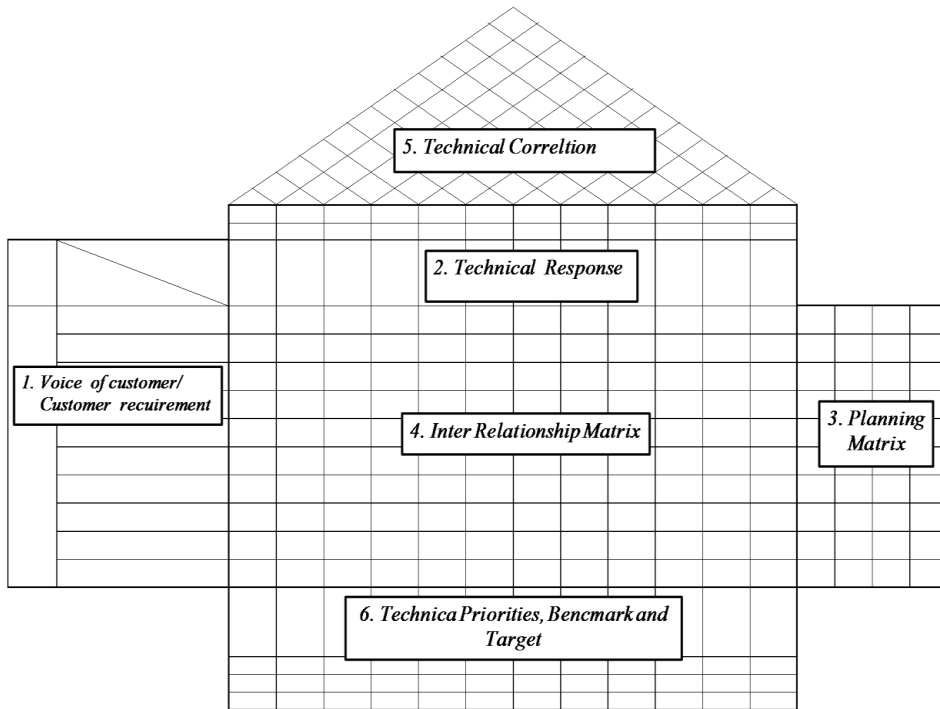 5. Technical Correltion
2. Technical Response
1. Voice of customer/
Customer recuirement
4. Inter Relationship Matrix
3. Planning
Matrix
6. Technica Priorities, Bencmark and
Target